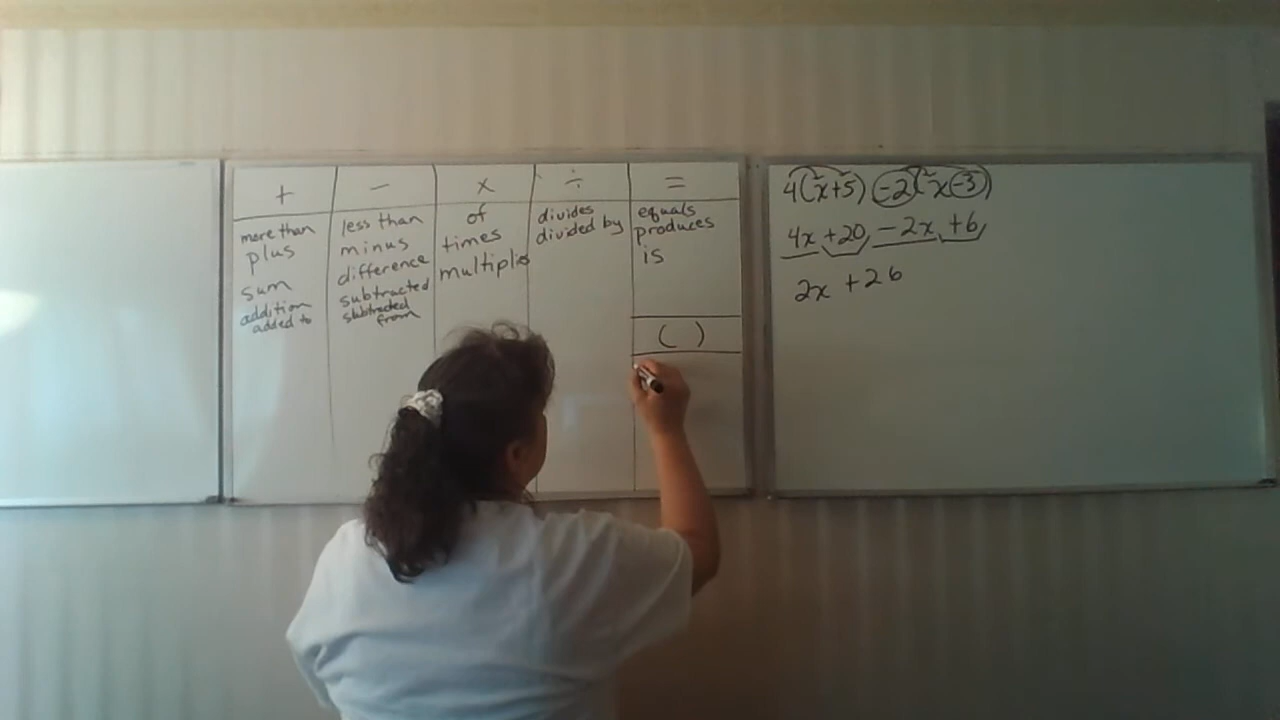 +
more than
plus
sum
addition
added to
−
less than
minus
difference
subtracted
subtracted
from
×
of
times
÷
divides
divided by
=
equals
produces
is
( )
4(x+5) −2(x−3)
4x +20 −2x +6
2x +26